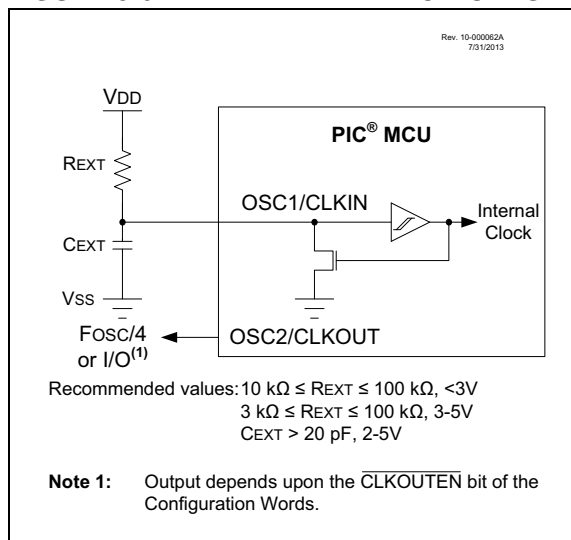 Rev. 10-000062A
7/31/2013
VDD
PIC® MCU
REXT
OSC1/CLKIN
Internal
Clock
CEXT
VSS
FOSC/4
or I/O(1)
OSC2/CLKOUT
Recommended values: 10 kΩ ≤ REXT ≤ 100 kΩ, <3V
3 kΩ ≤ REXT ≤ 100 kΩ, 3-5V
CEXT > 20 pF, 2-5V
Note 1: Output depends upon the CLKOUTEN bit of the
Configuration Words.